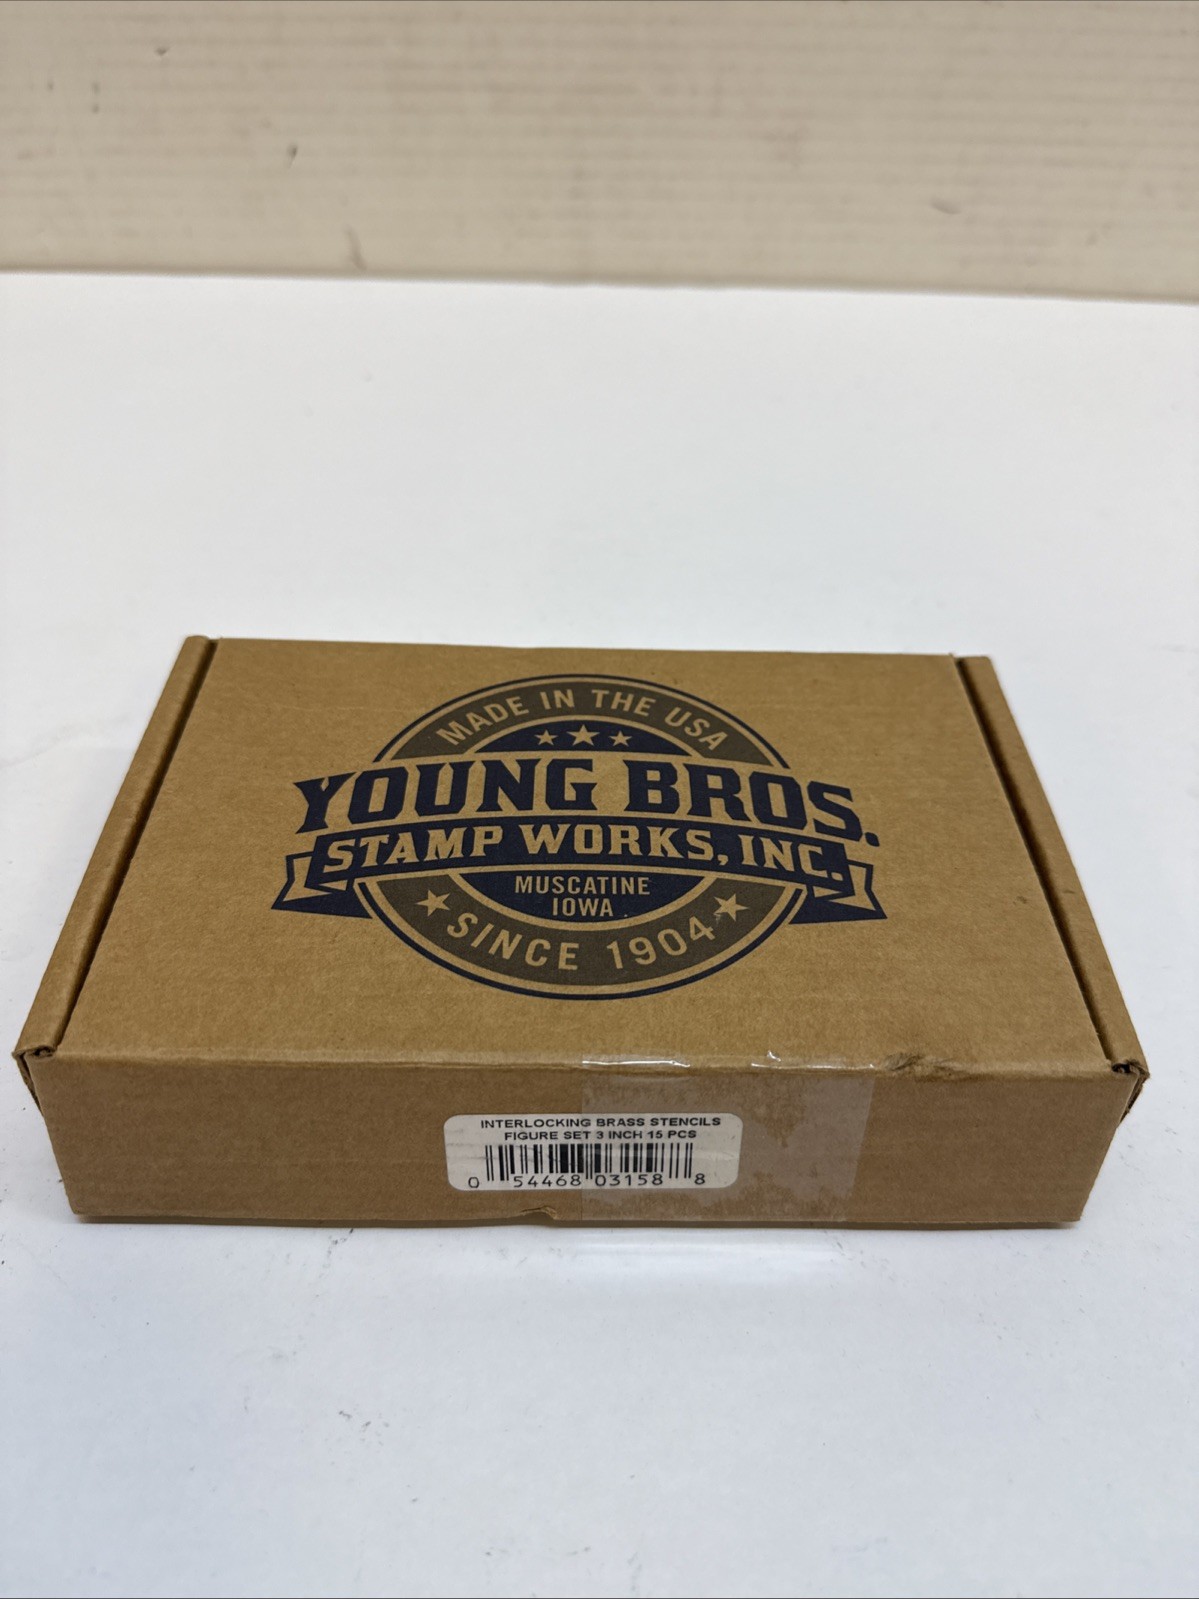 MADE IN THE USA
YOUNG BROS.
STAMP WORKS, INC.
MUSCATINE
IOWA
SINCE 1904
INTERLOCKING BRASS STENCILS
FIGURE SET 3 INCH 15 PCS
0 54468 03158 8